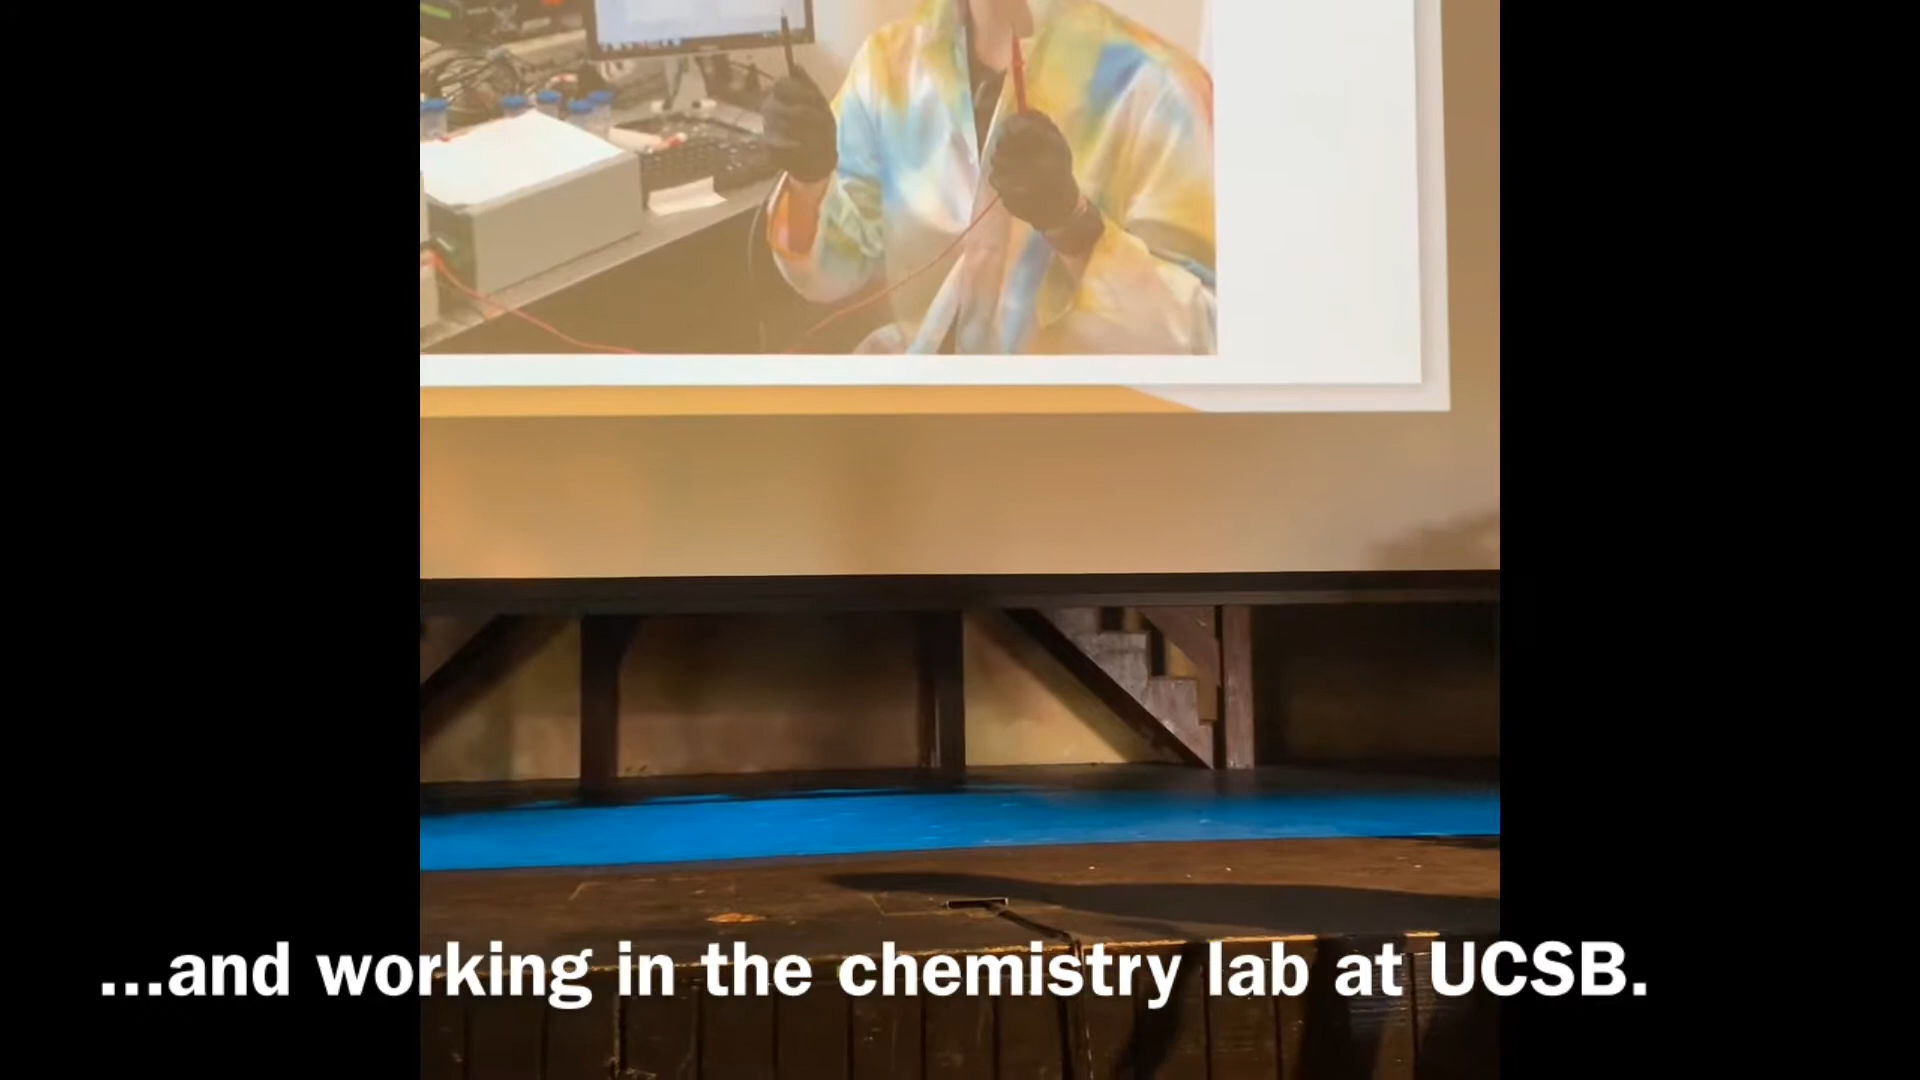 ...and working in the chemistry lab at UCSB.